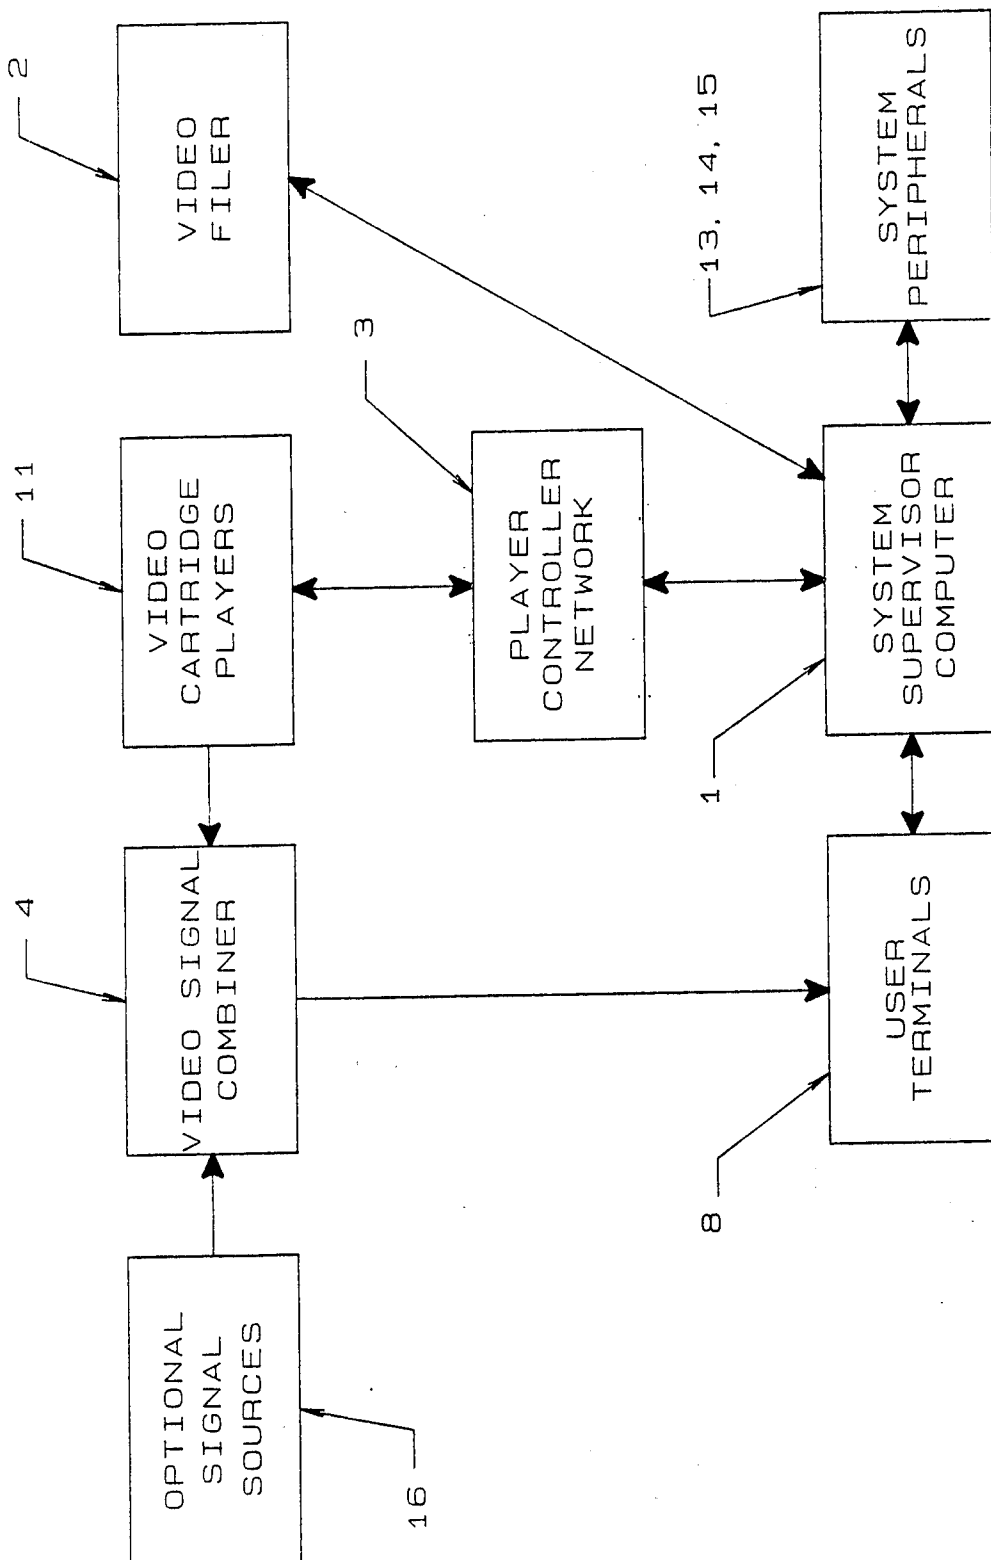 16
OPTIONAL
SIGNAL
SOURCES
4
VIDEO SIGNAL
COMBINER
11
VIDEO
CARTRIDGE
PLAYERS
2
VIDEO
FILER
3
PLAYER
CONTROLLER
NETWORK
8
USER
TERMINALS
1
SYSTEM
SUPERVISOR
COMPUTER
13, 14, 15
SYSTEM
PERIPHERALS